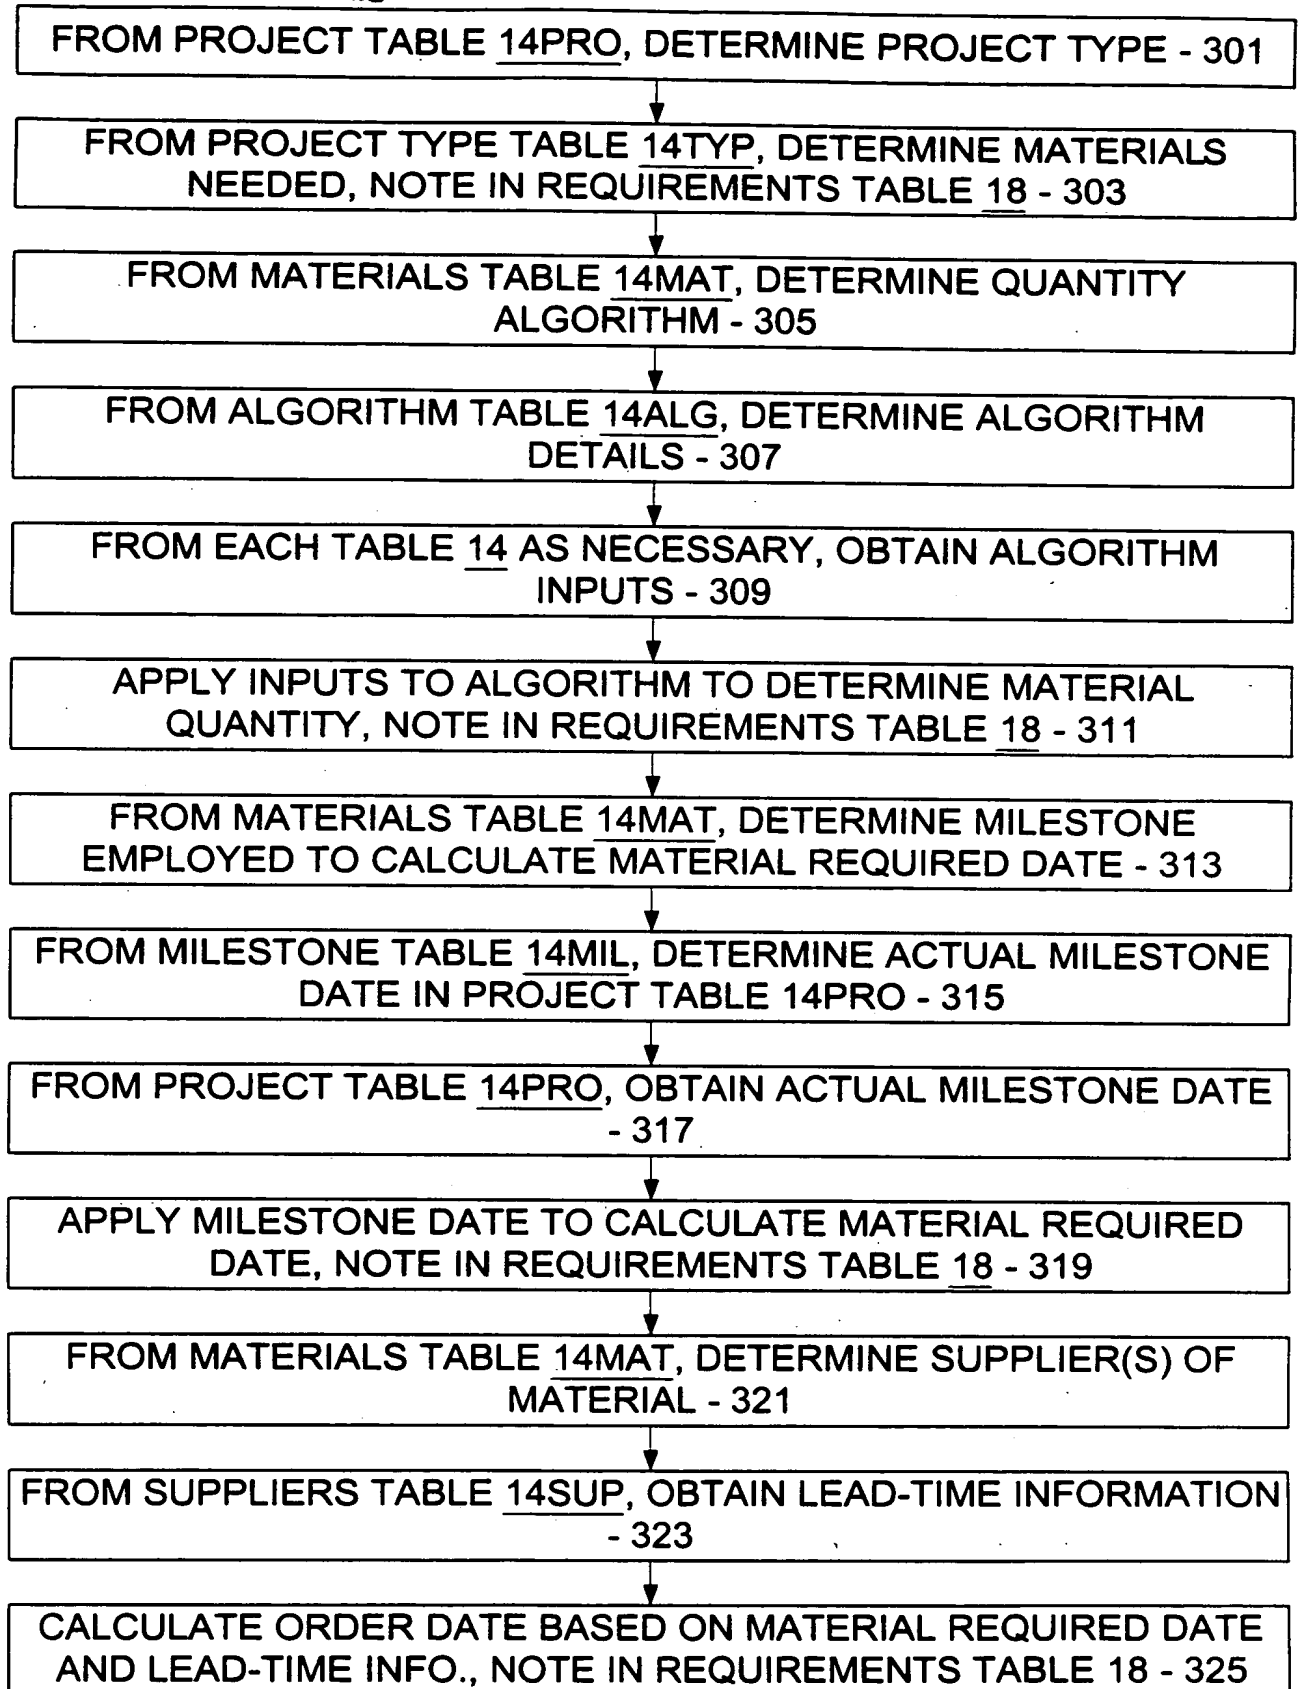 FROM PROJECT TABLE 14PRO, DETERMINE PROJECT TYPE - 301
FROM PROJECT TYPE TABLE 14TYP, DETERMINE MATERIALS
NEEDED, NOTE IN REQUIREMENTS TABLE 18 - 303
FROM MATERIALS TABLE 14MAT, DETERMINE QUANTITY
ALGORITHM - 305
FROM ALGORITHM TABLE 14ALG, DETERMINE ALGORITHM
DETAILS - 307
FROM EACH TABLE 14 AS NECESSARY, OBTAIN ALGORITHM
INPUTS - 309
APPLY INPUTS TO ALGORITHM TO DETERMINE MATERIAL
QUANTITY, NOTE IN REQUIREMENTS TABLE 18 - 311
FROM MATERIALS TABLE 14MAT, DETERMINE MILESTONE
EMPLOYED TO CALCULATE MATERIAL REQUIRED DATE - 313
FROM MILESTONE TABLE 14MIL, DETERMINE ACTUAL MILESTONE
DATE IN PROJECT TABLE 14PRO - 315
FROM PROJECT TABLE 14PRO, OBTAIN ACTUAL MILESTONE DATE
- 317
APPLY MILESTONE DATE TO CALCULATE MATERIAL REQUIRED
DATE, NOTE IN REQUIREMENTS TABLE 18 - 319
FROM MATERIALS TABLE 14MAT, DETERMINE SUPPLIER(S) OF
MATERIAL - 321
FROM SUPPLIERS TABLE 14SUP, OBTAIN LEAD-TIME INFORMATION
- 323
CALCULATE ORDER DATE BASED ON MATERIAL REQUIRED DATE
AND LEAD-TIME INFO., NOTE IN REQUIREMENTS TABLE 18 - 325